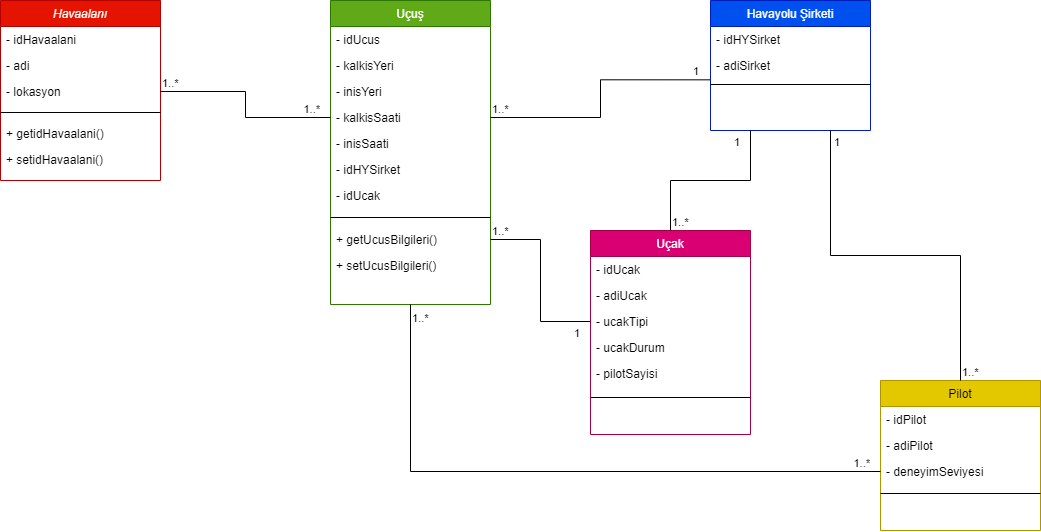 Havaalanı
- idHavaalani
- adi
- lokasyon
+ getidHavaalani()
+ setidHavaalani()
1..*
1..*
Uçuş
- idUcus
- kalkisYeri
- inisYeri
- kalkisSaati
- inisSaati
- idHYSirket
- idUcak
+ getUcusBilgileri()
+ setUcusBilgileri()
1..*
1
Havayolu Şirketi
- idHYSirket
- adiSirket
1
1..*
1
1..*
1..*
1
Uçak
- idUcak
- adiUcak
- ucakTipi
- ucakDurum
- pilotSayisi
1..*
1..*
Pilot
- idPilot
- adiPilot
- deneyimSeviyesi